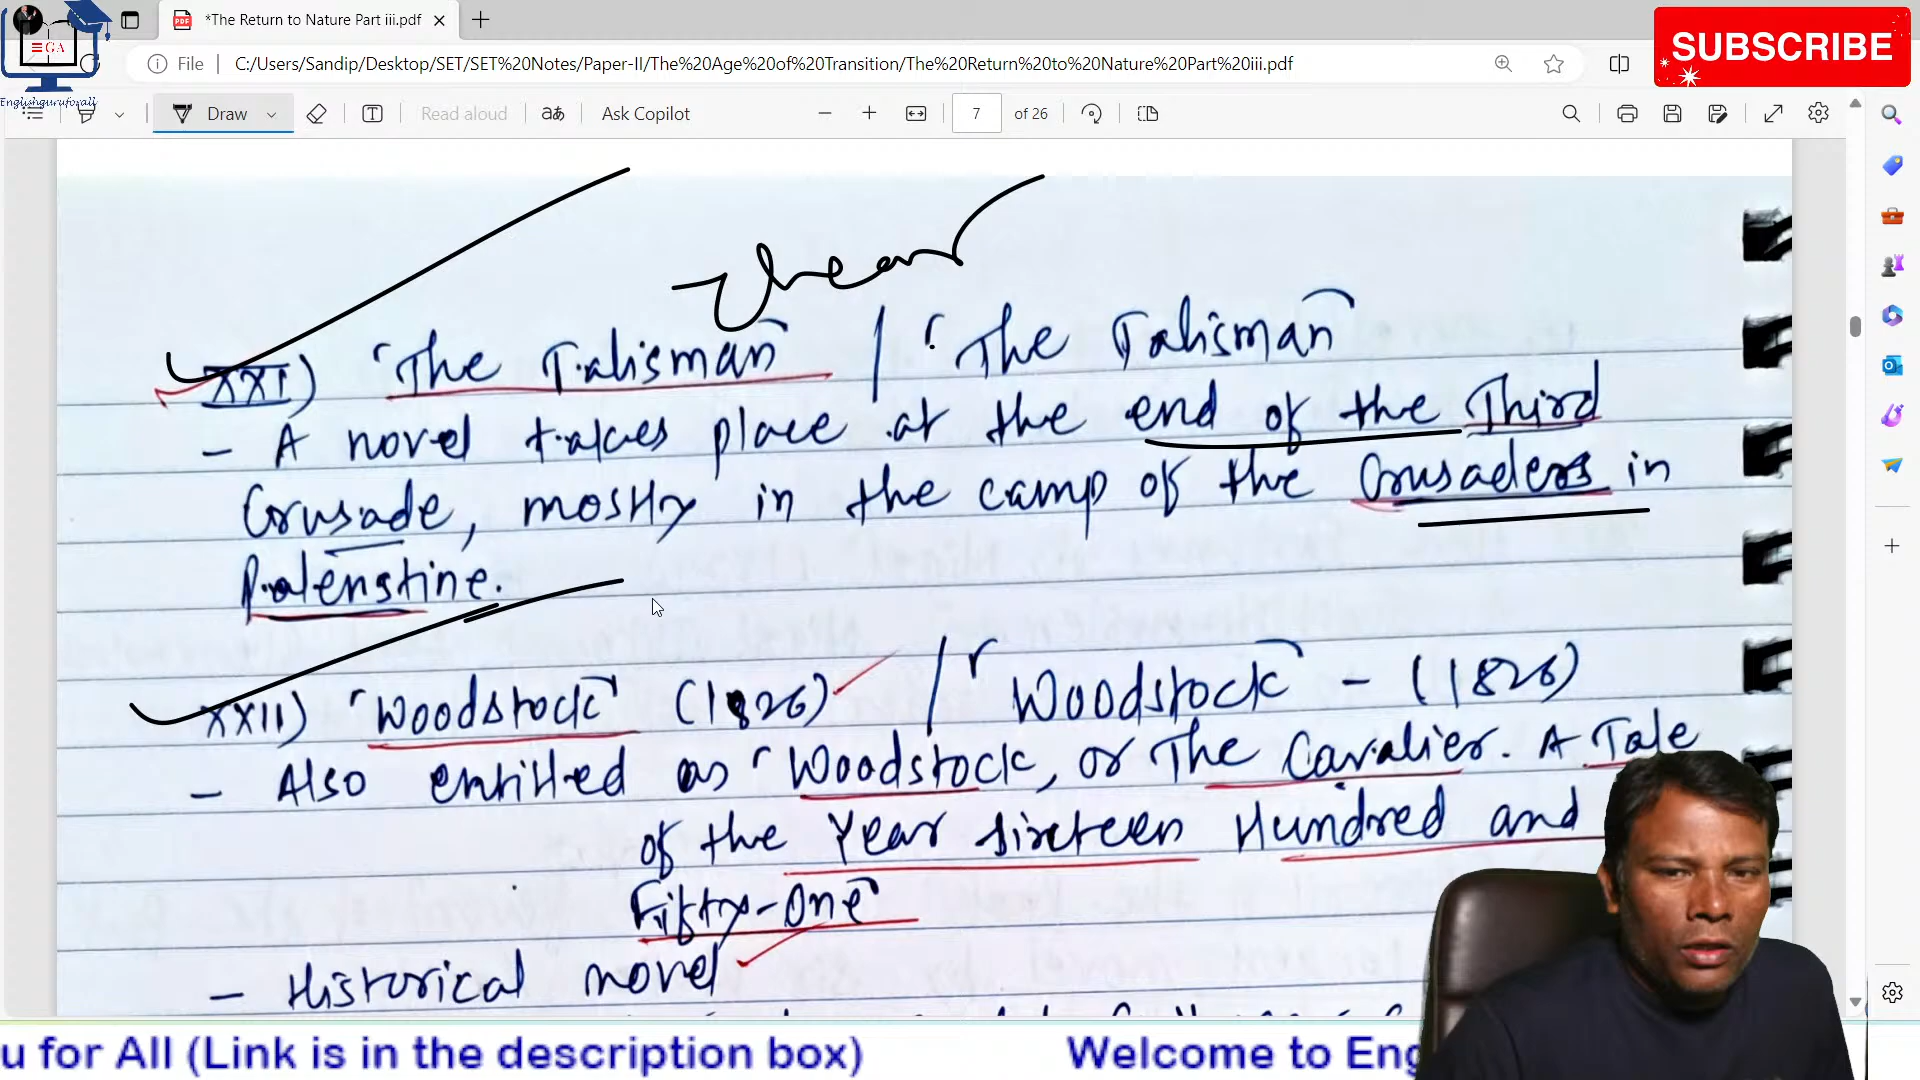 *The Return to Nature Part iii.pdf
SUBSCRIBE
GA
Englishguruforall
File
C:/Users/Sandip/Desktop/SET/SET%20Notes/Paper-II/The%20Age%20of%20Transition/The%20Return%20to%20Nature%20Part%20iii.pdf
Draw
Read aloud
Ask Copilot
7 of 26
XXI) 'The Talisman' / 'The Talisman'
- A novel takes place at the end of the Third
Crusade, mostly in the camp of the Crusaders in
Palenstine.
XXII) 'Woodstock' (1826) / 'Woodstock' - (1826)
- Also entitled as 'Woodstock, or The Cavalier. A Tale
of the Year Sixteen Hundred and
Fifty-One'
- Historical novel
u for All (Link is in the description box) Welcome to Eng